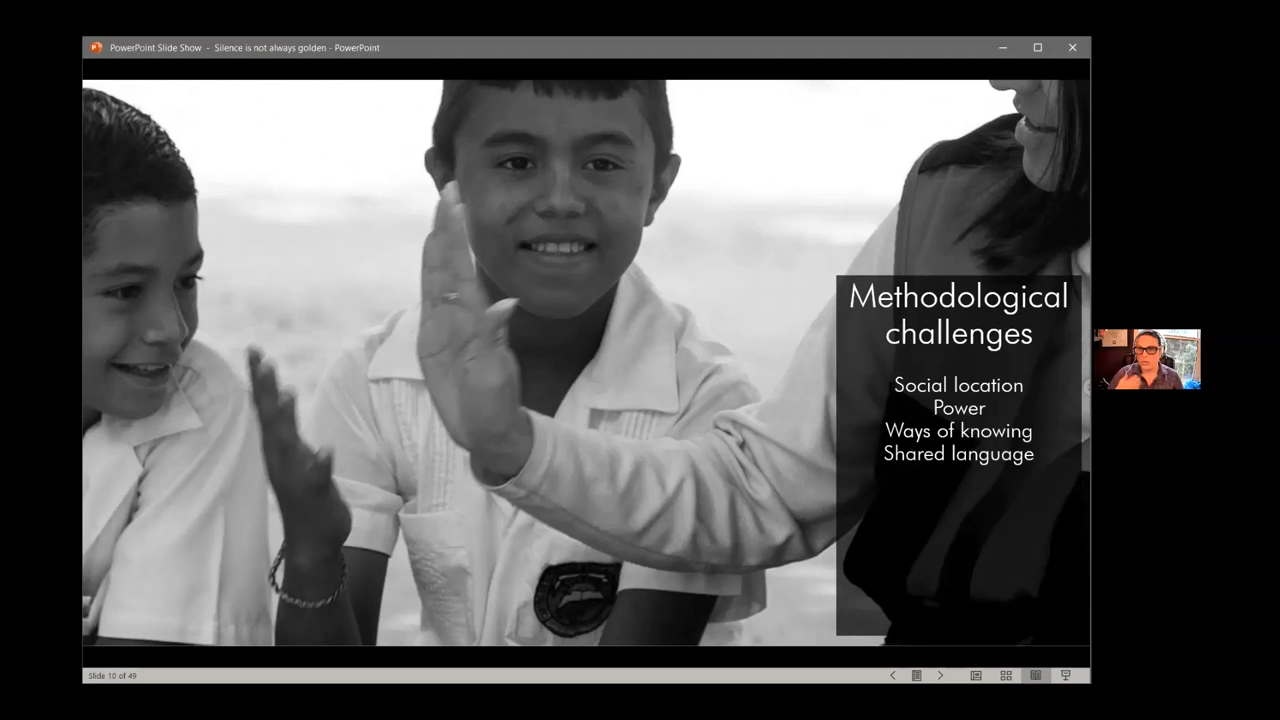 PowerPoint Slide Show - Silence is not always golden - PowerPoint
Methodological
challenges
Social location
Power
Ways of knowing
Shared language
Slide 10 of 49